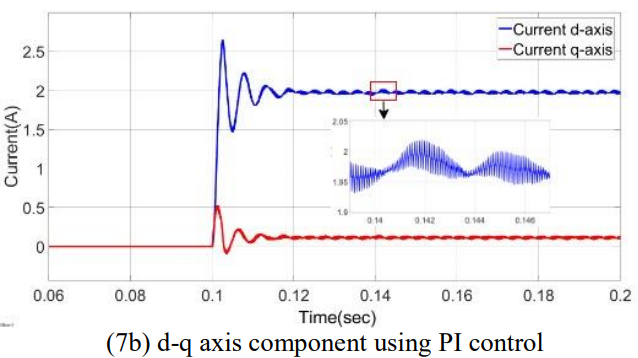 Current d-axis
Current q-axis
2.5
2
1.5
1
0.5
0
Current(A)
2.05
2
1.95
1.9
0.14 0.142 0.144 0.146
0.06 0.08 0.1 0.12 0.14 0.16 0.18 0.2
Time(sec)
(7b) d-q axis component using PI control